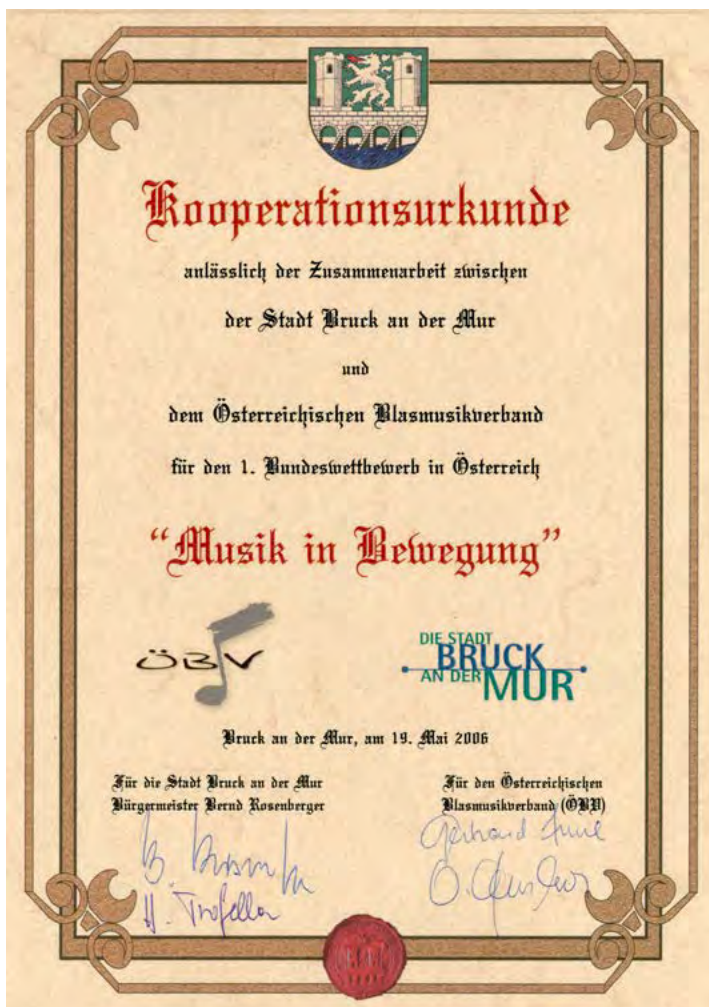 Kooperationsurkunde
anlässlich der Zusammenarbeit zwischen
der Stadt Bruck an der Mur
und
dem Österreichischen Blasmusikverband
für den 1. Bundeswettbewerb in Österreich
“Musik in Bewegung”
ÖBV
DIE STADT
BRUCK
AN DER MUR
Bruck an der Mur, am 19. Mai 2006
Für die Stadt Bruck an der Mur
Bürgermeister Bernd Rosenberger
Für den Österreichischen
Blasmusikverband (ÖBV)
B.
H.
Gerhard